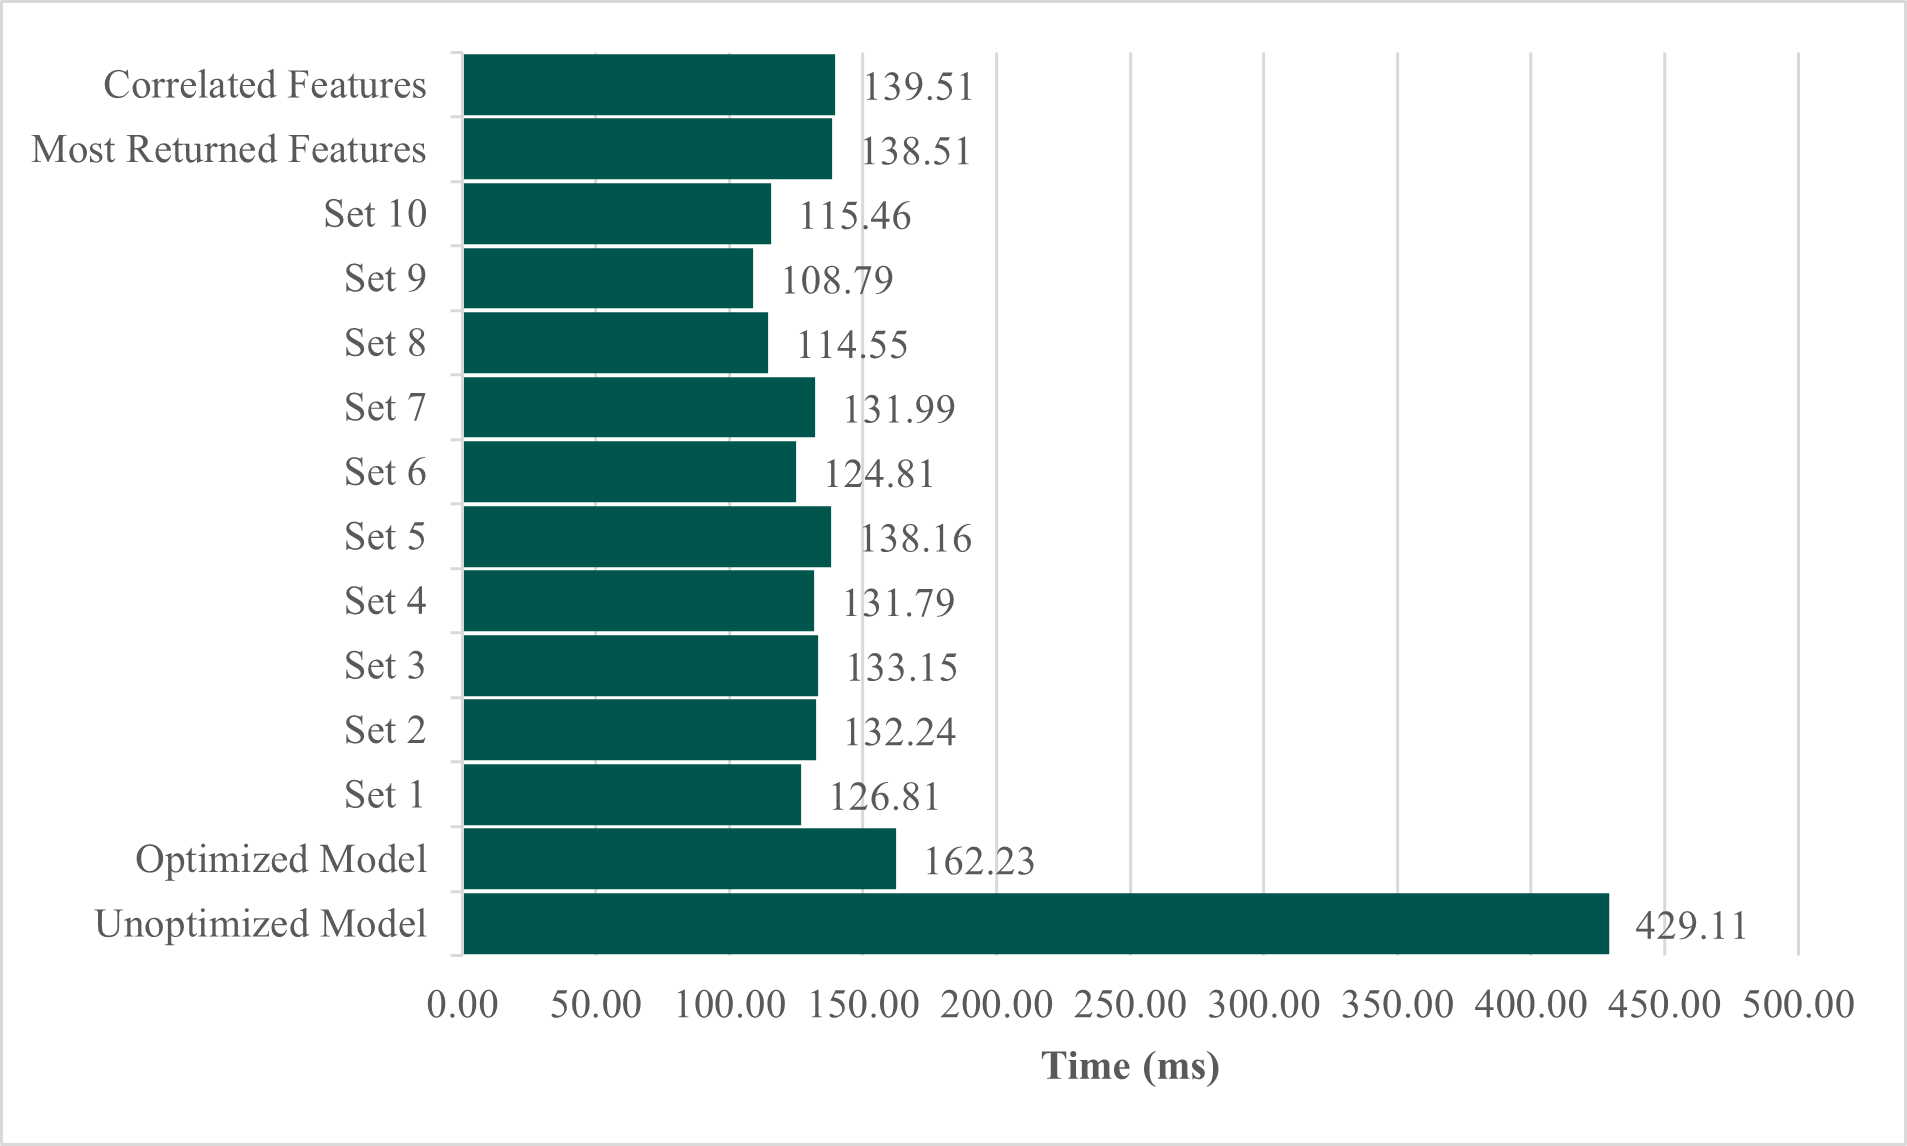 Correlated Features 139.51
Most Returned Features 138.51
Set 10 115.46
Set 9 108.79
Set 8 114.55
Set 7 131.99
Set 6 124.81
Set 5 138.16
Set 4 131.79
Set 3 133.15
Set 2 132.24
Set 1 126.81
Optimized Model 162.23
Unoptimized Model 429.11
0.00 50.00 100.00 150.00 200.00 250.00 300.00 350.00 400.00 450.00 500.00
Time (ms)